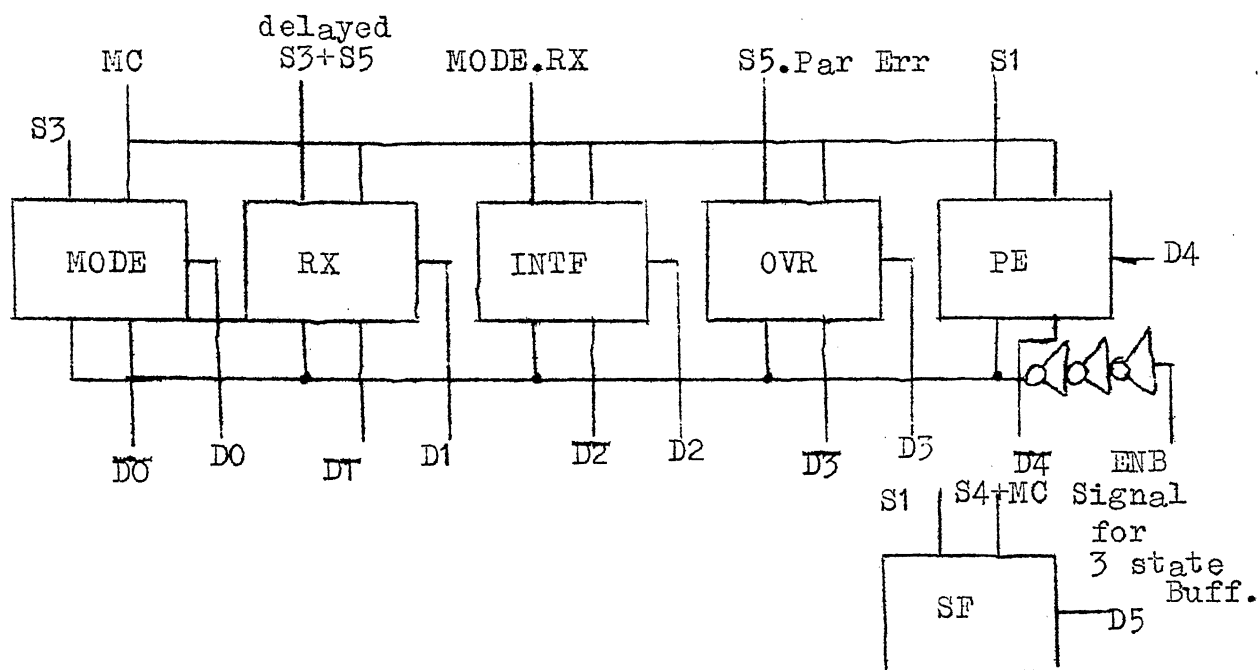 delayed
MC S3+S5 MODE.RX S5.Par Err S1
S3
MODE RX INTF OVR PE D4
D0 D0 D1 D1 D2 D2 D3 D3 D4 ENB
S1 S4+MC Signal
for
3 state
Buff.
SF D5